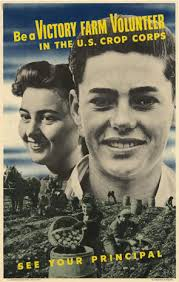 Be a VICTORY FARM VOLUNTEER
IN THE U.S. CROP CORPS
SEE YOUR PRINCIPAL